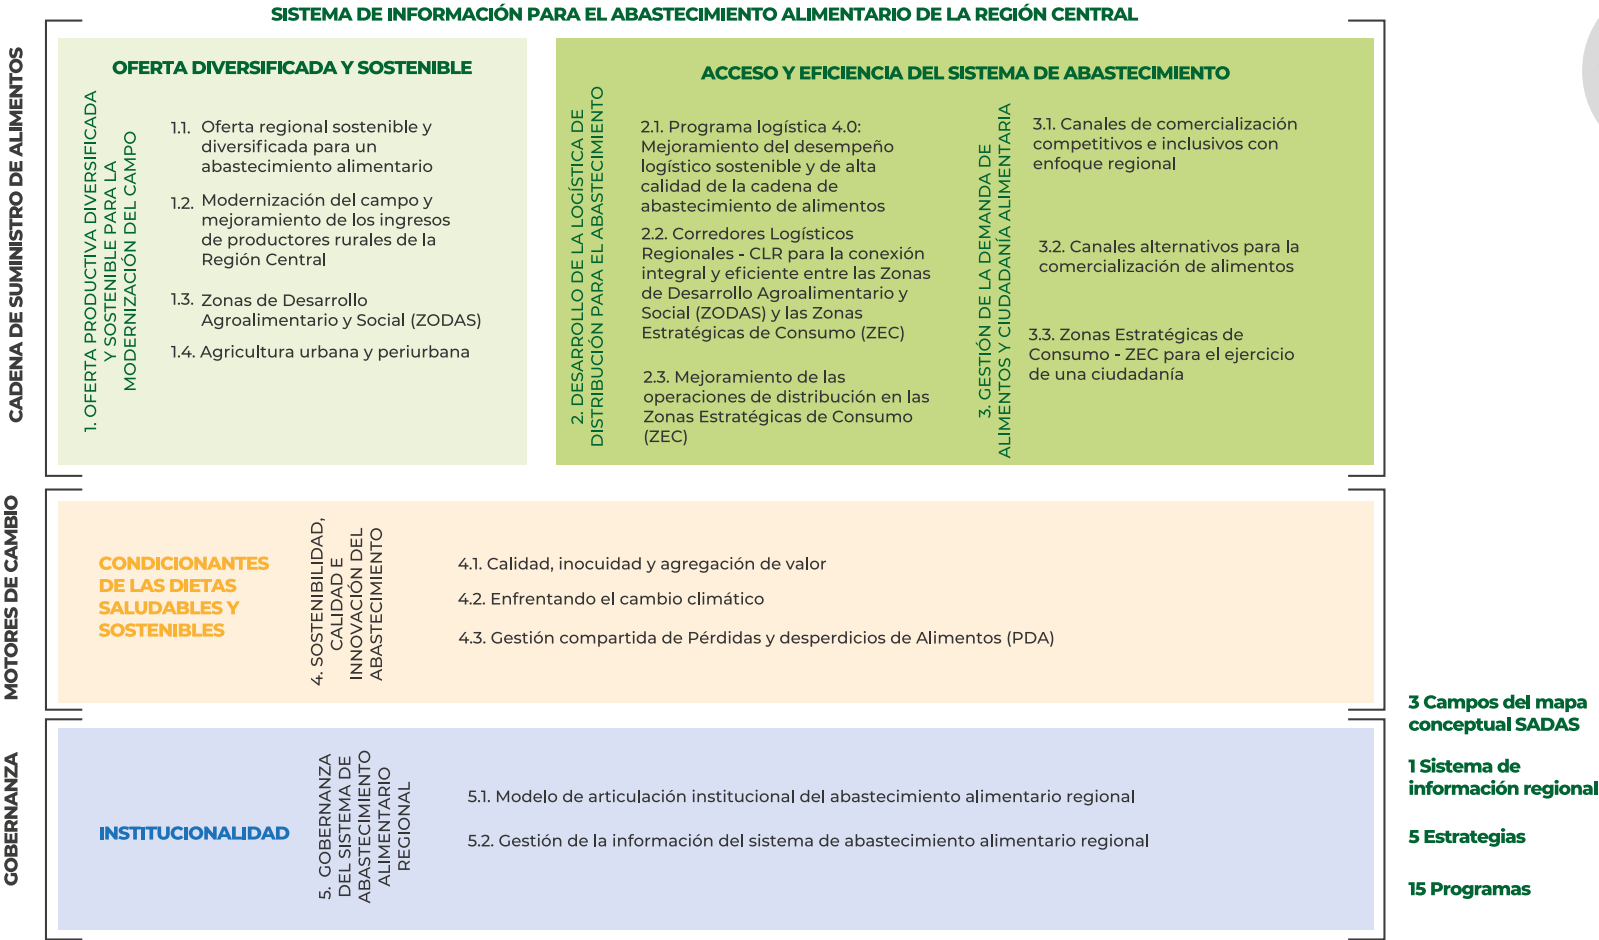 SISTEMA DE INFORMACIÓN PARA EL ABASTECIMIENTO ALIMENTARIO DE LA REGIÓN CENTRAL
CADENA DE SUMINISTRO DE ALIMENTOS
OFERTA DIVERSIFICADA Y SOSTENIBLE
1. OFERTA PRODUCTIVA DIVERSIFICADA
Y SOSTENIBLE PARA LA
MODERNIZACIÓN DEL CAMPO
1.1. Oferta regional sostenible y
diversificada para un
abastecimiento alimentario
1.2. Modernización del campo y
mejoramiento de los ingresos
de productores rurales de la
Región Central
1.3. Zonas de Desarrollo
Agroalimentario y Social (ZODAS)
1.4. Agricultura urbana y periurbana
ACCESO Y EFICIENCIA DEL SISTEMA DE ABASTECIMIENTO
2. DESARROLLO DE LA LOGÍSTICA DE
DISTRIBUCIÓN PARA EL ABASTECIMIENTO
2.1. Programa logística 4.0:
Mejoramiento del desempeño
logístico sostenible y de alta
calidad de la cadena de
abastecimiento de alimentos
2.2. Corredores Logísticos
Regionales - CLR para la conexión
integral y eficiente entre las Zonas
de Desarrollo Agroalimentario y
Social (ZODAS) y las Zonas
Estratégicas de Consumo (ZEC)
2.3. Mejoramiento de las
operaciones de distribución en las
Zonas Estratégicas de Consumo
(ZEC)
3. GESTIÓN DE LA DEMANDA DE
ALIMENTOS Y CIUDADANÍA ALIMENTARIA
3.1. Canales de comercialización
competitivos e inclusivos con
enfoque regional
3.2. Canales alternativos para la
comercialización de alimentos
3.3. Zonas Estratégicas de
Consumo - ZEC para el ejercicio
de una ciudadanía
MOTORES DE CAMBIO
CONDICIONANTES
DE LAS DIETAS
SALUDABLES Y
SOSTENIBLES
4. SOSTENIBILIDAD,
CALIDAD E
INNOVACIÓN DEL
ABASTECIMIENTO
4.1. Calidad, inocuidad y agregación de valor
4.2. Enfrentando el cambio climático
4.3. Gestión compartida de Pérdidas y desperdicios de Alimentos (PDA)
GOBERNANZA
INSTITUCIONALIDAD
5. GOBERNANZA
DEL SISTEMA DE
ABASTECIMIENTO
ALIMENTARIO
REGIONAL
5.1. Modelo de articulación institucional del abastecimiento alimentario regional
5.2. Gestión de la información del sistema de abastecimiento alimentario regional
3 Campos del mapa
conceptual SADAS
1 Sistema de
información regional
5 Estrategias
15 Programas